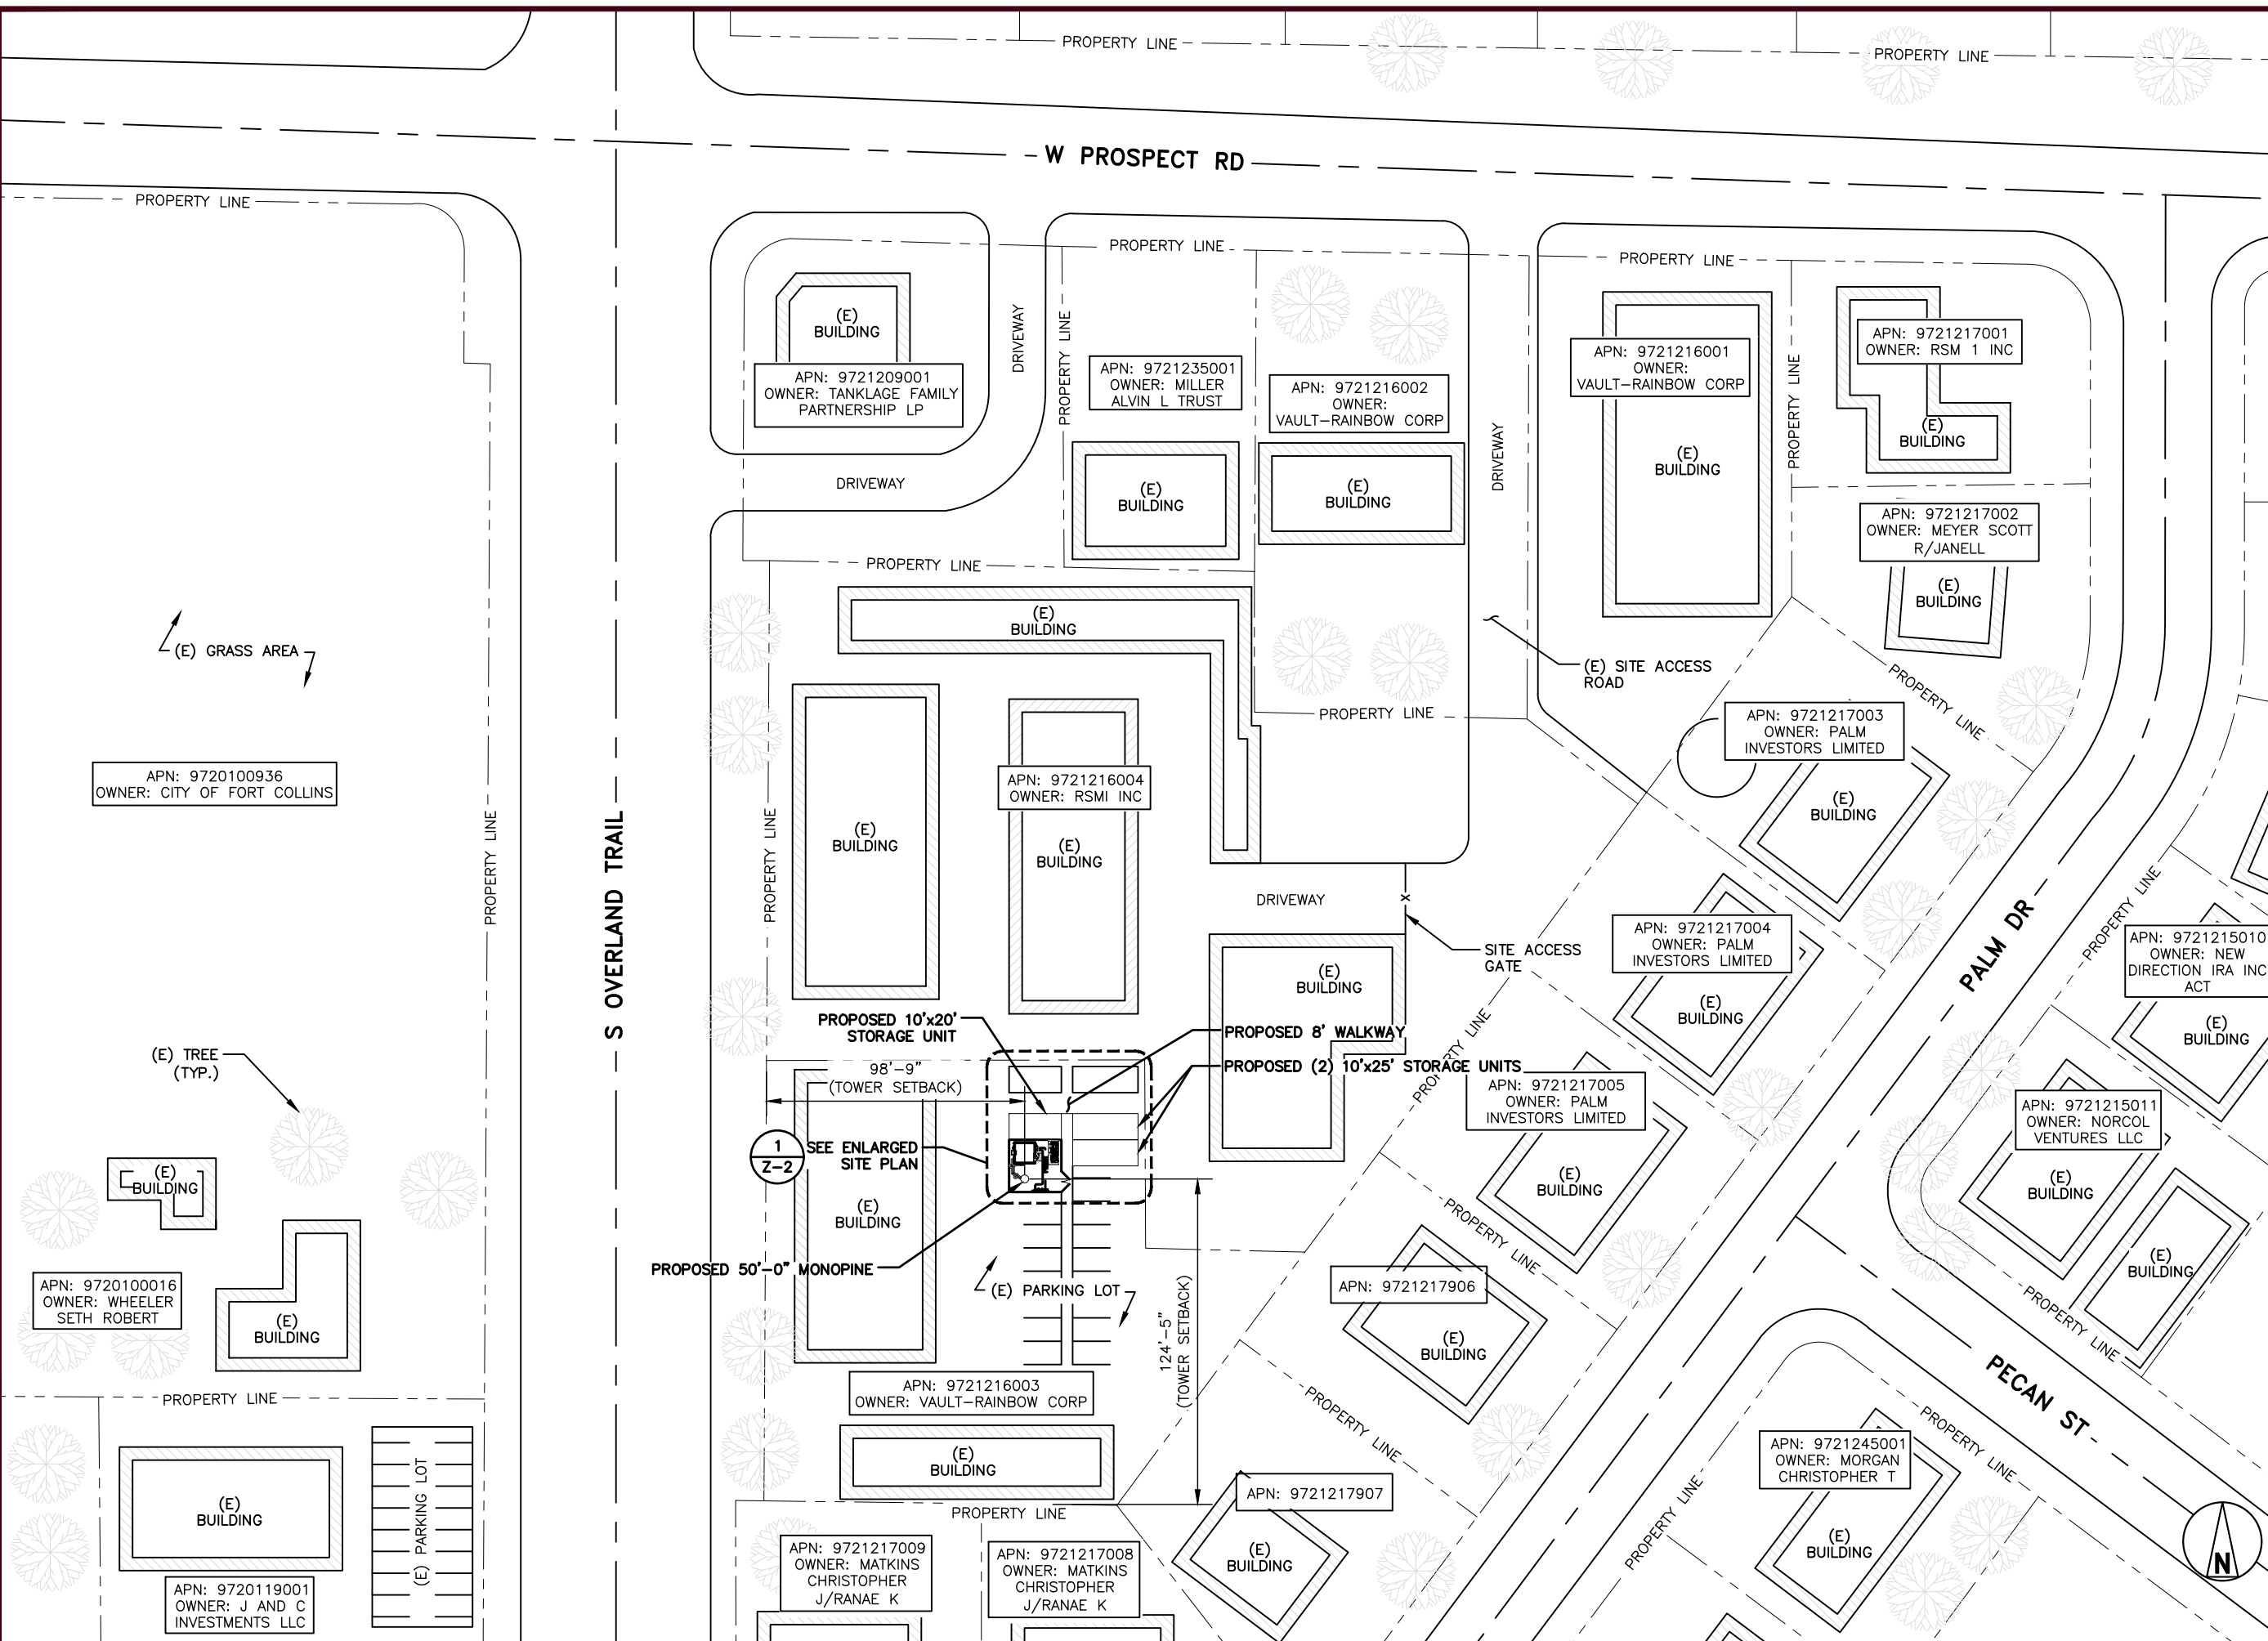 PROPERTY LINE
PROPERTY LINE
W PROSPECT RD
PROPERTY LINE
PROPERTY LINE
PROPERTY LINE
(E)
BUILDING
APN: 9721209001
OWNER: TANKLAGE FAMILY
PARTNERSHIP LP
DRIVEWAY
PROPERTY LINE
APN: 9721235001
OWNER: MILLER
ALVIN L TRUST
APN: 9721216002
OWNER:
VAULT-RAINBOW CORP
APN: 9721216001
OWNER:
VAULT-RAINBOW CORP
PROPERTY LINE
APN: 9721217001
OWNER: RSM 1 INC
(E)
BUILDING
DRIVEWAY
(E)
BUILDING
(E)
BUILDING
DRIVEWAY
(E)
BUILDING
APN: 9721217002
OWNER: MEYER SCOTT
R/JANELL
(E)
BUILDING
PROPERTY LINE
(E)
BUILDING
(E) GRASS AREA
(E) SITE ACCESS
ROAD
PROPERTY LINE
PROPERTY LINE
APN: 9721217003
OWNER: PALM
INVESTORS LIMITED
(E)
BUILDING
APN: 9720100936
OWNER: CITY OF FORT COLLINS
PROPERTY LINE
S OVERLAND TRAIL
PROPERTY LINE
(E)
BUILDING
APN: 9721216004
OWNER: RSMI INC
(E)
BUILDING
DRIVEWAY
X
SITE ACCESS
GATE
APN: 9721217004
OWNER: PALM
INVESTORS LIMITED
(E)
BUILDING
PALM DR
PROPERTY LINE
APN: 9721215010
OWNER: NEW
DIRECTION IRA INC
ACT
(E)
BUILDING
(E)
BUILDING
PROPOSED 10'x20'
STORAGE UNIT
PROPOSED 8' WALKWAY
PROPOSED (2) 10'x25' STORAGE UNITS
PROPERTY LINE
(E) TREE
(TYP.)
98'-9"
(TOWER SETBACK)
APN: 9721217005
OWNER: PALM
INVESTORS LIMITED
(E)
BUILDING
APN: 9721215011
OWNER: NORCOL
VENTURES LLC
(E)
BUILDING
1
Z-2
SEE ENLARGED
SITE PLAN
(E)
BUILDING
(E)
BUILDING
PROPERTY LINE
PROPOSED 50'-0" MONOPINE
(E) PARKING LOT
124'-5"
(TOWER SETBACK)
APN: 9721217906
(E)
BUILDING
(E)
BUILDING
PROPERTY LINE
APN: 9720100016
OWNER: WHEELER
SETH ROBERT
(E)
BUILDING
PROPERTY LINE
APN: 9721216003
OWNER: VAULT-RAINBOW CORP
PROPERTY LINE
PECAN ST
(E)
BUILDING
PROPERTY LINE
APN: 9721245001
OWNER: MORGAN
CHRISTOPHER T
PROPERTY LINE
(E)
BUILDING
(E) PARKING LOT
PROPERTY LINE
APN: 9721217907
PROPERTY LINE
(E)
BUILDING
(E)
BUILDING
N
APN: 9720119001
OWNER: J AND C
INVESTMENTS LLC
APN: 9721217009
OWNER: MATKINS
CHRISTOPHER
J/RANAE K
APN: 9721217008
OWNER: MATKINS
CHRISTOPHER
J/RANAE K